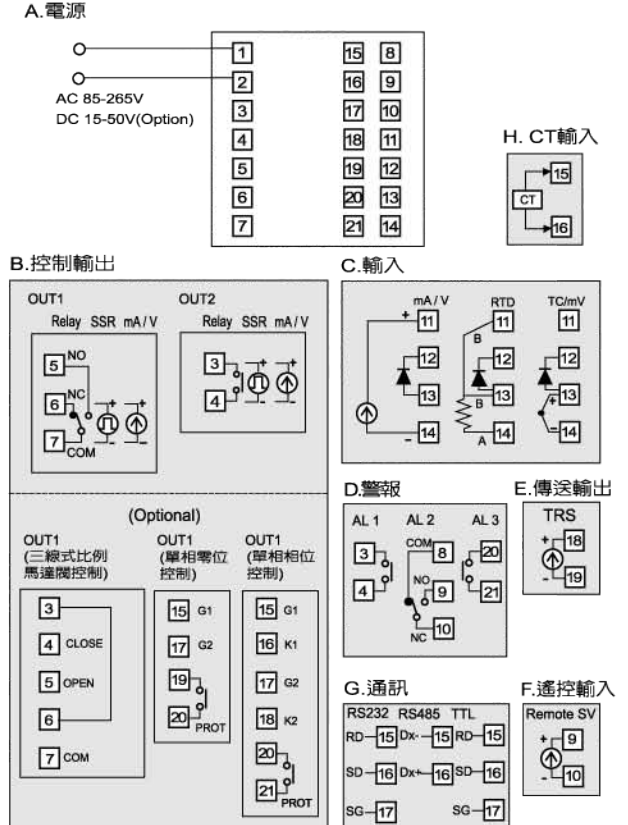 A.電源
AC 85-265V
DC 15-50V(Option)
1 15 8
2 16 9
3 17 10
4 18 11
5 19 12
6 20 13
7 21 14
H. CT輸入
15
CT
16
B.控制輸出
OUT1
Relay SSR mA/V
5 NO
6 NC
7 COM
+ +
- -
OUT2
Relay SSR mA/V
3
4
+ +
- -
(Optional)
OUT1
(三線式比例
馬達閥控制)
3
4 CLOSE
5 OPEN
6
7 COM
OUT1
(單相零位
控制)
15 G1
17 G2
19
20 PROT
OUT1
(單相相位
控制)
15 G1
16 K1
17 G2
18 K2
20
21 PROT
C.輸入
mA/V RTD TC/mV
+ 11 11 11
B
12 12 12
13 B 13 13
+
- 14 A 14 - 14
D.警報
AL 1 AL 2 AL 3
3 COM 8 20
4 NO 9 21
NC 10
E.傳送輸出
TRS
+ 18
- 19
G.通訊
RS232 RS485 TTL
RD 15 Dx- 15 RD 15
SD 16 Dx+ 16 SD 16
SG 17 SG 17
F.遙控輸入
Remote SV
+ 9
- 10